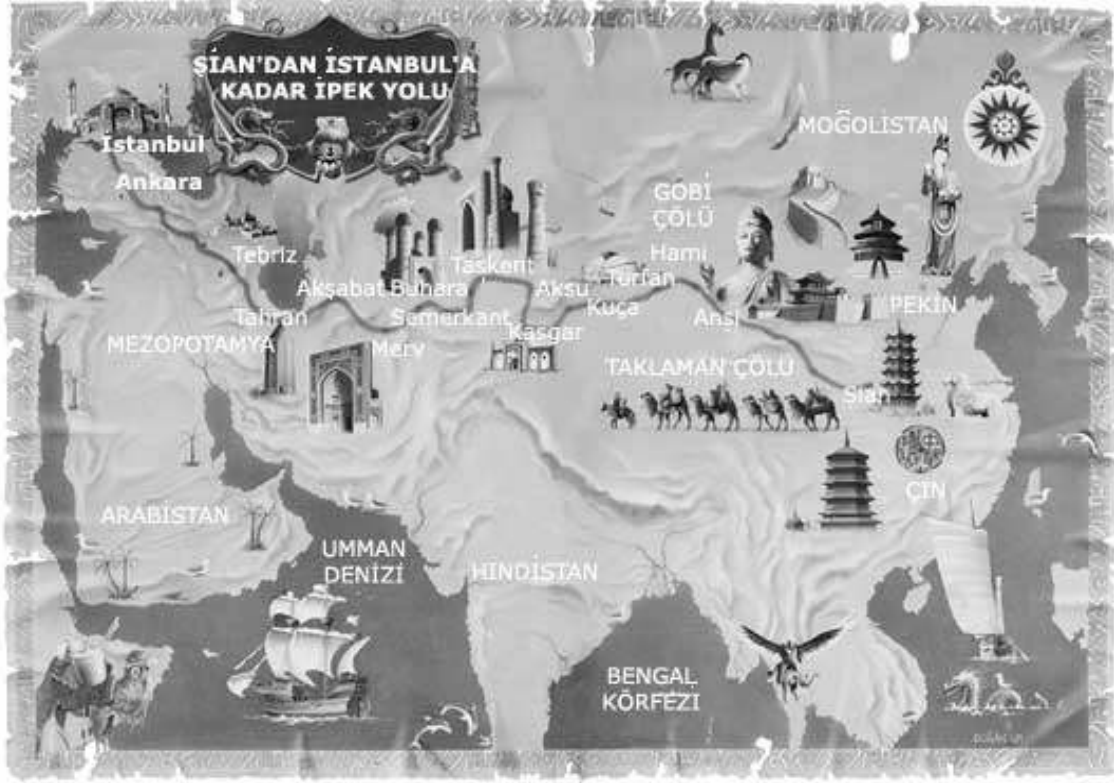 ŞİAN'DAN İSTANBUL'A
KADAR İPEK YOLU
MOĞOLİSTAN
İstanbul
Ankara
GOBİ
ÇÖLÜ
Tebriz
Hami
Taşkent
Turfan
Akşabat
Buhara
Aksu
Kuça
PEKİN
Tahran
Semerkant
Kaşgar
Anşi
MEZOPOTAMYA
Merv
TAKLAMAN ÇÖLÜ
Şian
ÇİN
ARABİSTAN
UMMAN
DENİZİ
HİNDİSTAN
BENGAL
KÖRFEZİ